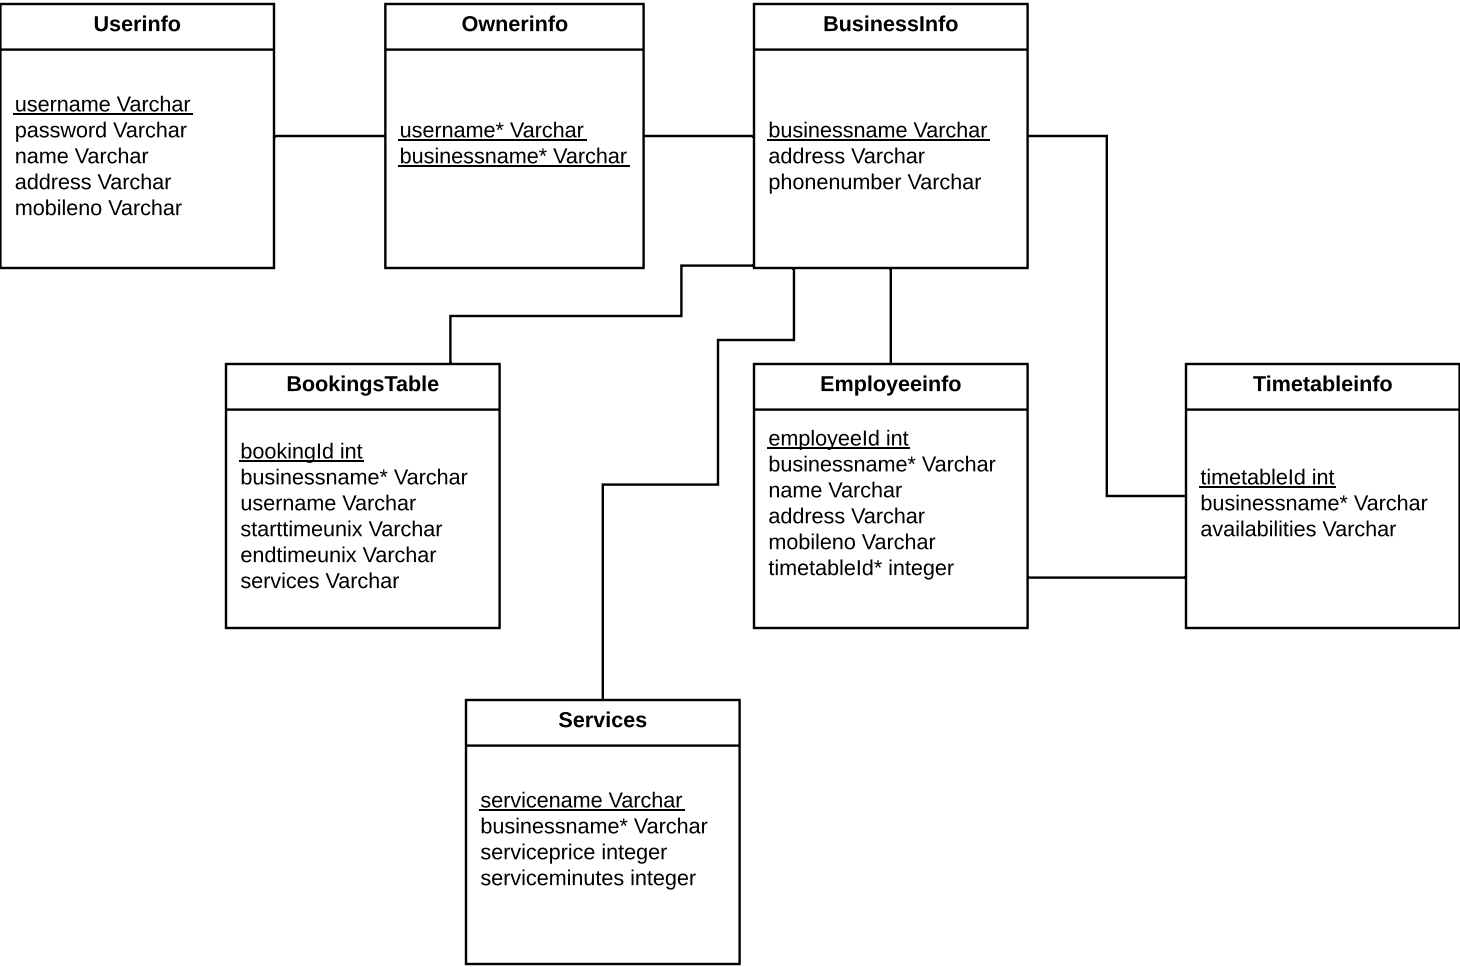 Userinfo
username Varchar
password Varchar
name Varchar
address Varchar
mobileno Varchar
Ownerinfo
username* Varchar
businessname* Varchar
BusinessInfo
businessname Varchar
address Varchar
phonenumber Varchar
BookingsTable
bookingId int
businessname* Varchar
username Varchar
starttimeunix Varchar
endtimeunix Varchar
services Varchar
Employeeinfo
employeeId int
businessname* Varchar
name Varchar
address Varchar
mobileno Varchar
timetableId* integer
Timetableinfo
timetableId int
businessname* Varchar
availabilities Varchar
Services
servicename Varchar
businessname* Varchar
serviceprice integer
serviceminutes integer